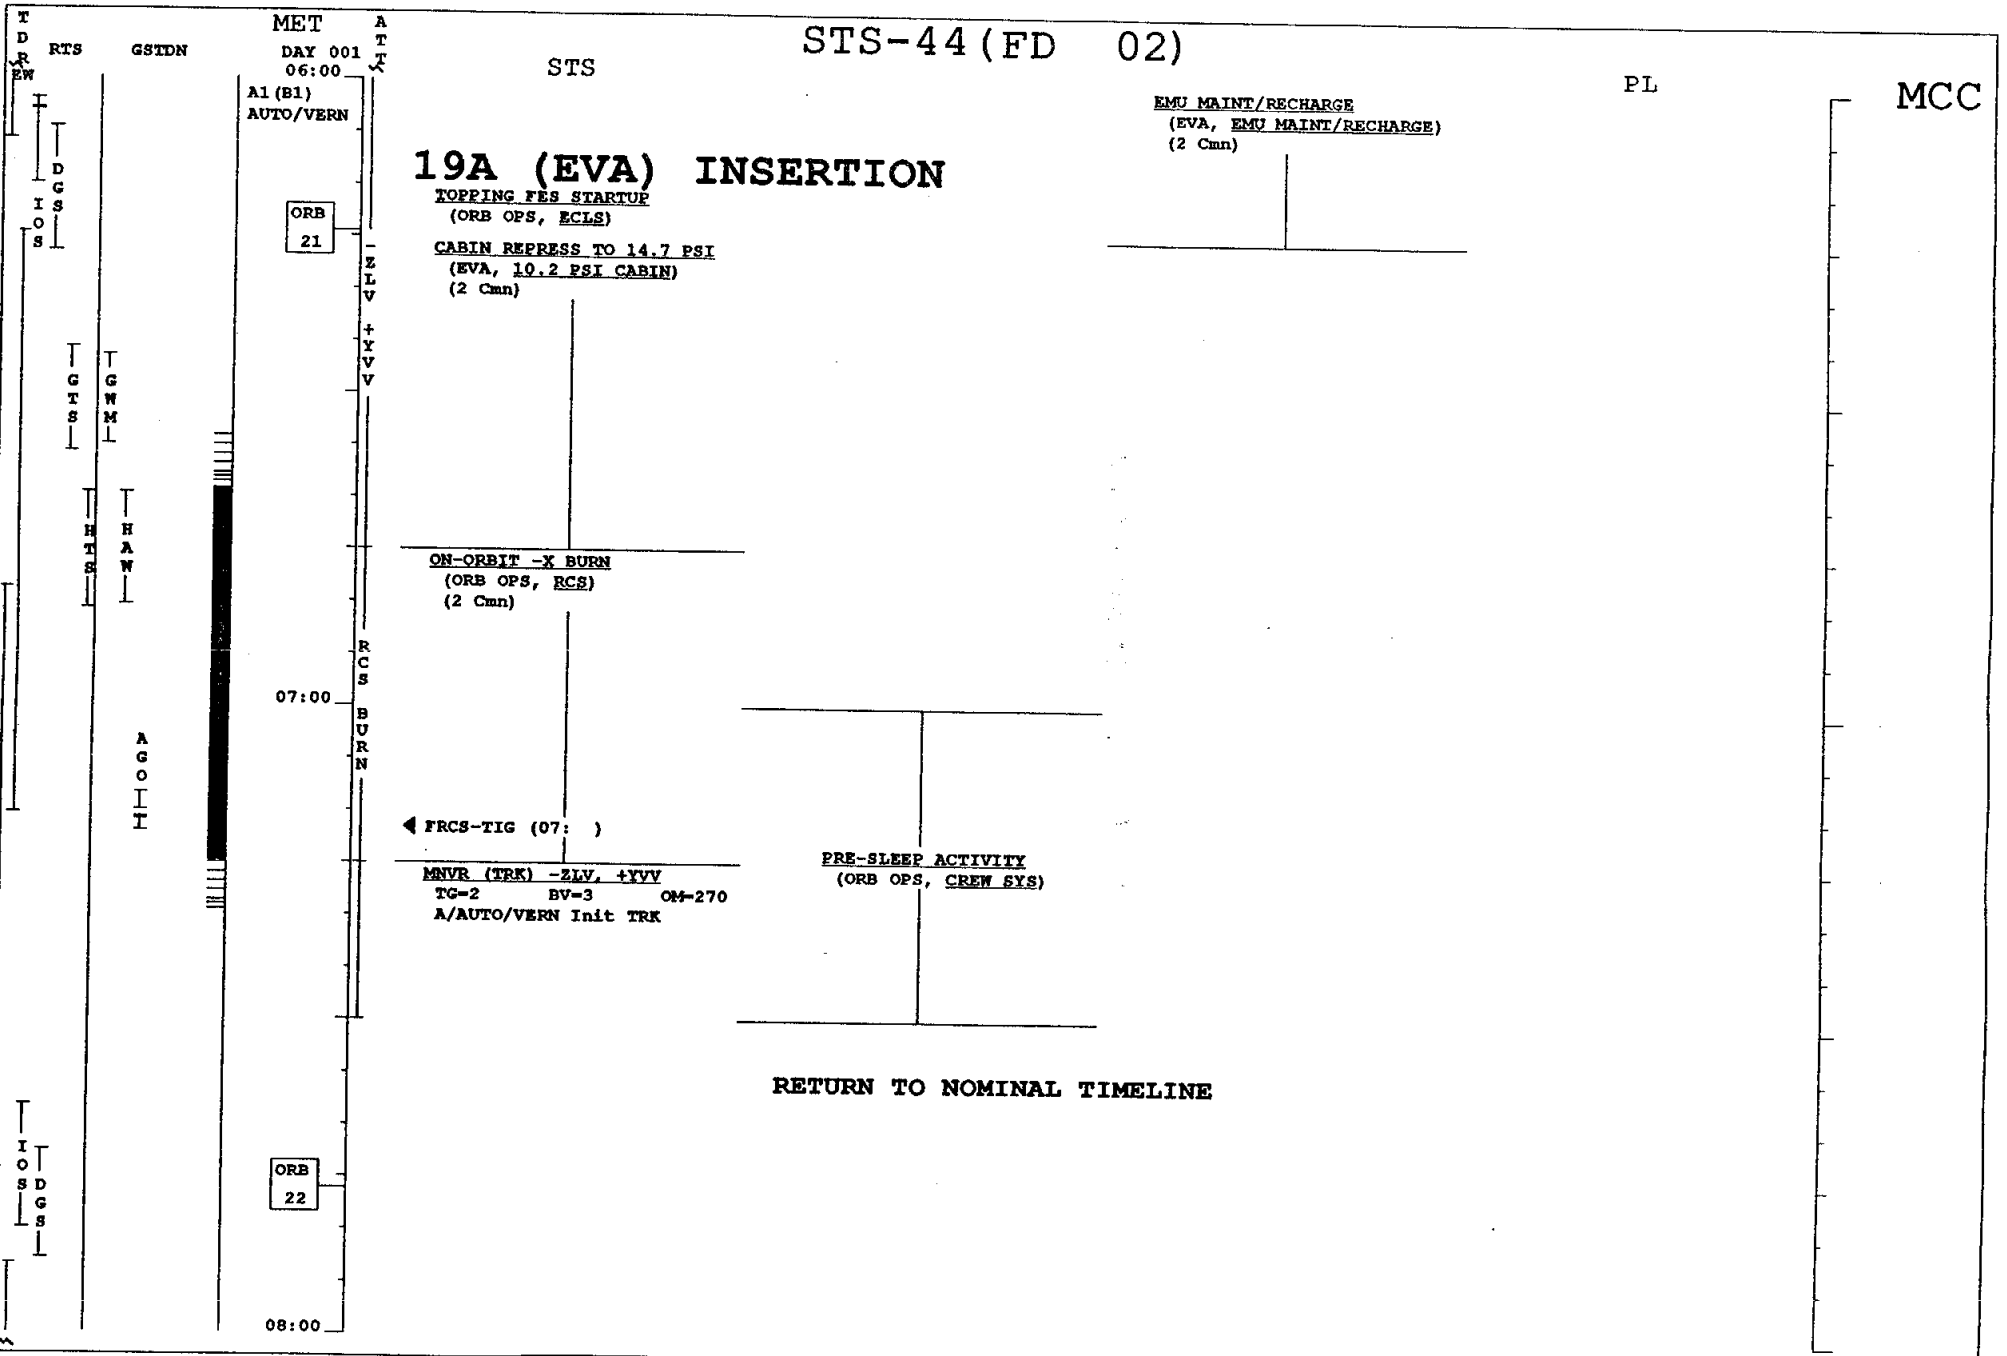 STS-44 (FD 02)
TDR
EW
RTS
GSTDN
MET
DAY 001
ATT
STS
PL
MCC
06:00
A1 (B1)
AUTO/VERN
19A (EVA) INSERTION
TOPPING FES STARTUP
(ORB OPS, ECLS)
CABIN REPRESS TO 14.7 PSI
(EVA, 10.2 PSI CABIN)
(2 Cmn)
EMU MAINT/RECHARGE
(EVA, EMU MAINT/RECHARGE)
(2 Cmn)
DGS
IOS
ORB
21
-ZLV +YVV
GTS
GWM
HTS
HAW
ON-ORBIT -X BURN
(ORB OPS, RCS)
(2 Cmn)
RCS BURN
07:00
AGO
FRCS-TIG (07: )
MNVR (TRK) -ZLV, +YVV
TG=2 BV=3 OM=270
A/AUTO/VERN Init TRK
PRE-SLEEP ACTIVITY
(ORB OPS, CREW SYS)
RETURN TO NOMINAL TIMELINE
IOS
DGS
ORB
22
08:00